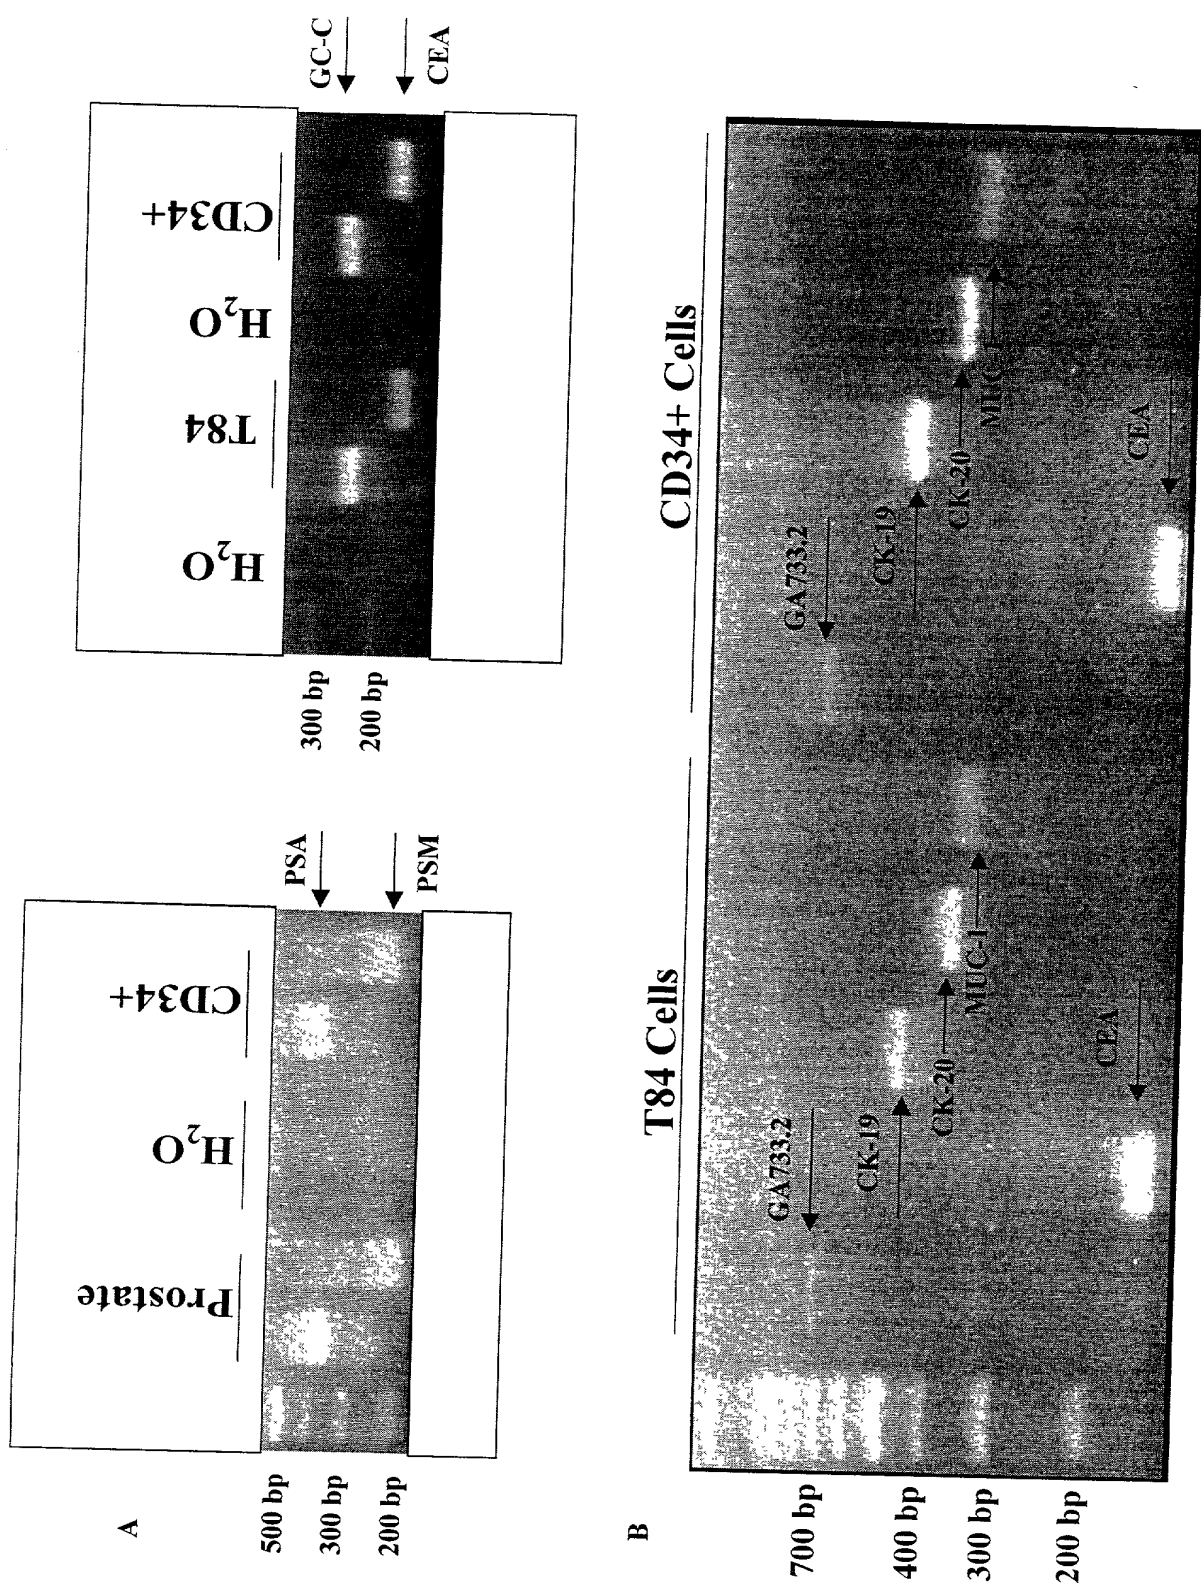 A
Prostate
H₂O
CD34+
500 bp
300 bp
200 bp
PSA
PSM
H₂O
T84
H₂O
CD34+
300 bp
200 bp
GC-C
CEA
B
T84 Cells
CD34+ Cells
700 bp
400 bp
300 bp
200 bp
GA733.2
CK-19
CK-20
MUC-1
CEA
GA733.2
CK-19
CK-20
MUC-1
CEA